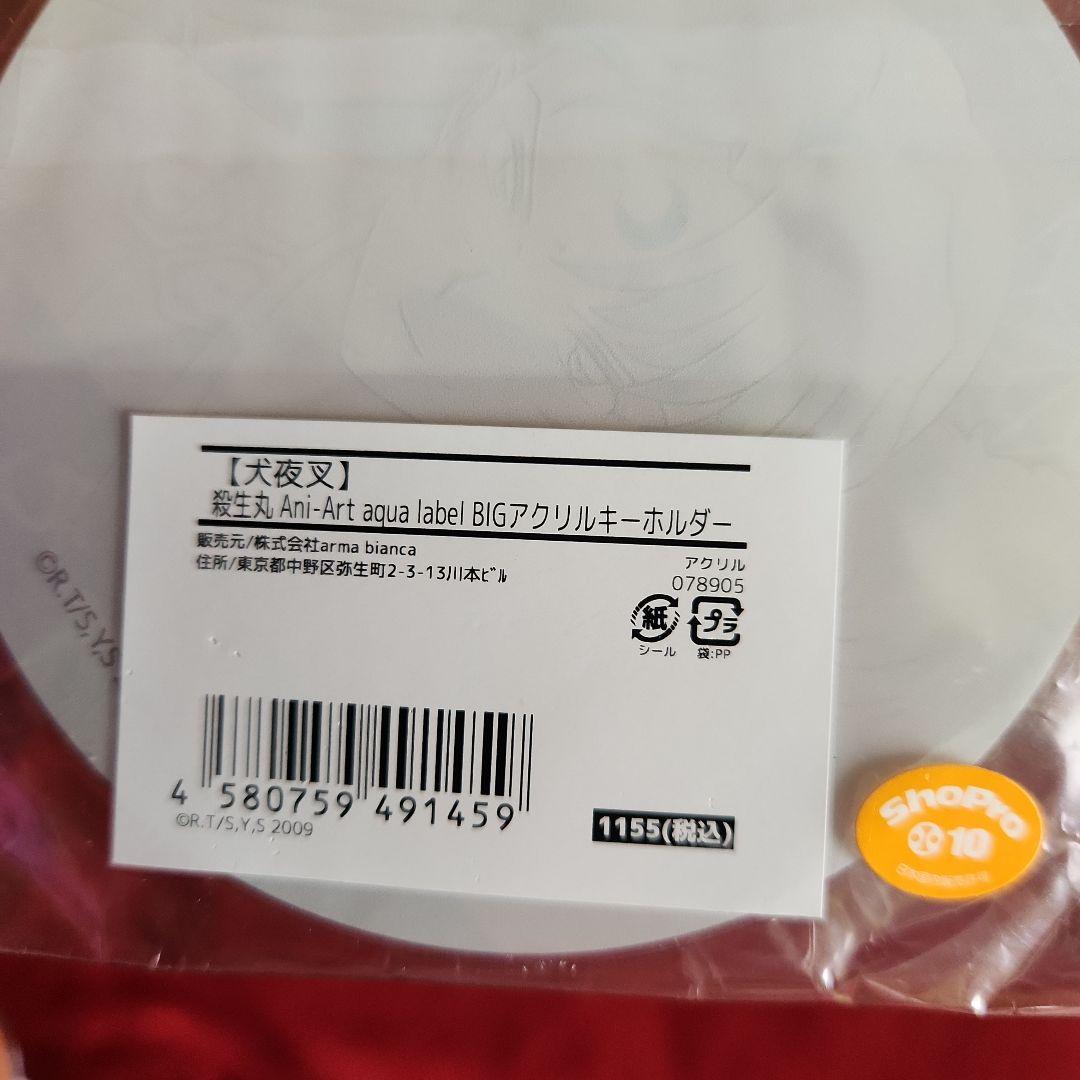 【犬夜叉】
殺生丸 Ani-Art aqua label BIGアクリルキーホルダー
販売元/株式会社arma bianca
住所/東京都中野区弥生町2-3-13川本ビル
アクリル
078905
紙
プラ
シール
袋:PP
4 580759 491459
©R.T/S,Y,S 2009
1155(税込)
©R.T/S,Y,S
ShoPro
10